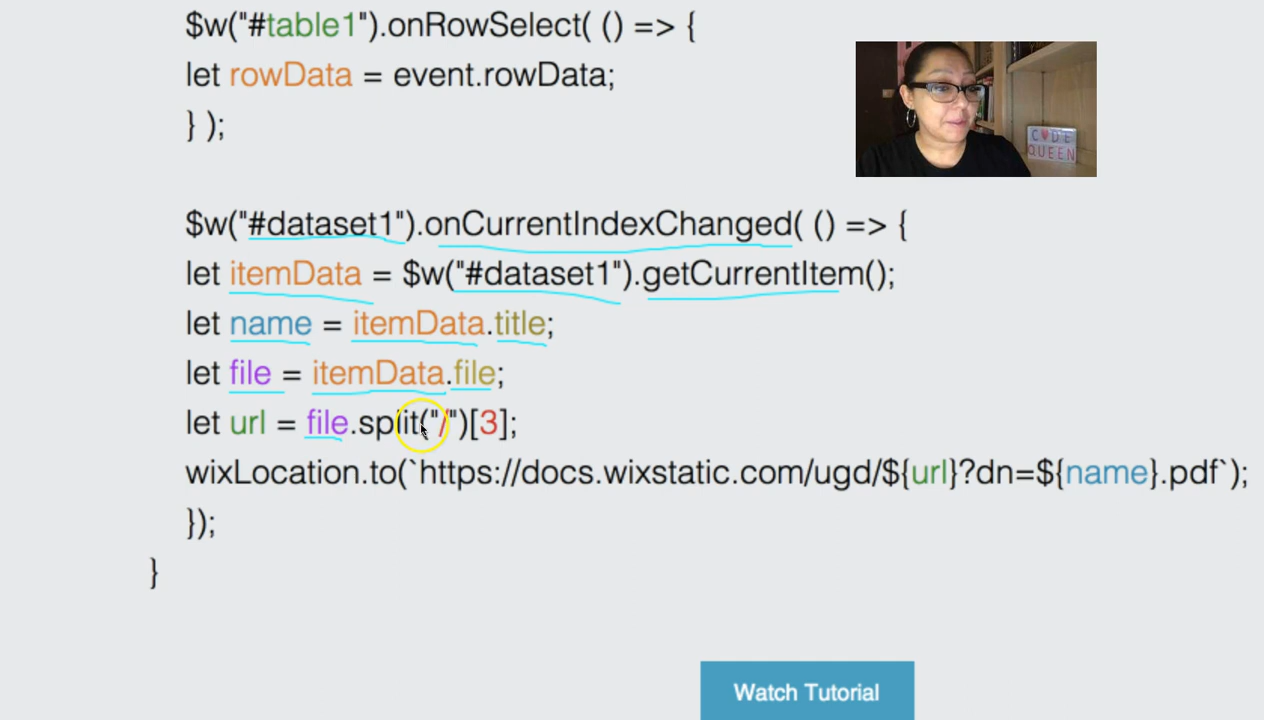 $w("#table1").onRowSelect( () => {
let rowData = event.rowData;
} );
C♥DE
QUEEN
$w("#dataset1").onCurrentIndexChanged( () => {
let itemData = $w("#dataset1").getCurrentItem();
let name = itemData.title;
let file = itemData.file;
let url = file.split("/")[3];
wixLocation.to(`https://docs.wixstatic.com/ugd/${url}?dn=${name}.pdf`);
});
}
Watch Tutorial